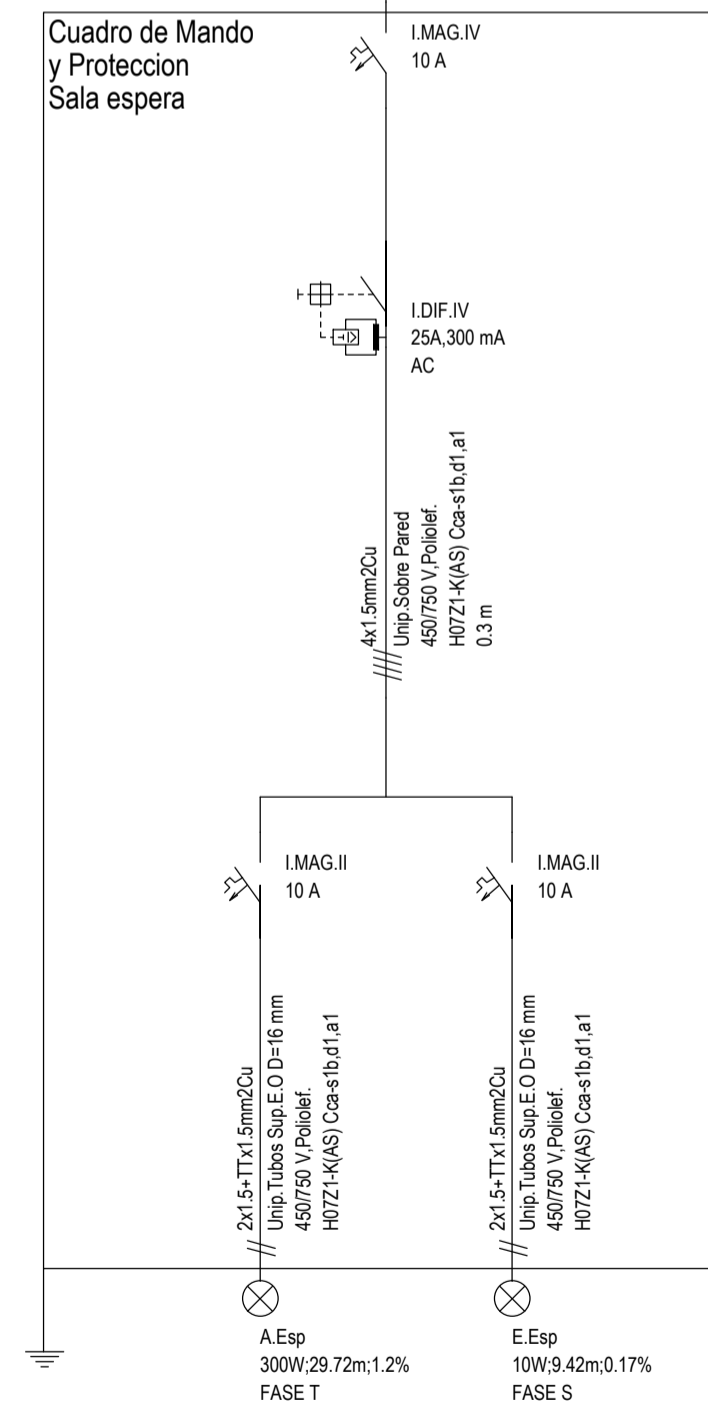 Cuadro de Mando
y Proteccion
Sala espera
I.MAG.IV
10 A
I.DIF.IV
25A,300 mA
AC
4x1.5mm2Cu
Unip.Sobre Pared
450/750 V,Poliolef.
H07Z1-K(AS) Cca-s1b,d1,a1
0.3 m
I.MAG.II
10 A
I.MAG.II
10 A
2x1.5+TTx1.5mm2Cu
Unip.Tubos Sup.E.O D=16 mm
450/750 V,Poliolef.
H07Z1-K(AS) Cca-s1b,d1,a1
2x1.5+TTx1.5mm2Cu
Unip.Tubos Sup.E.O D=16 mm
450/750 V,Poliolef.
H07Z1-K(AS) Cca-s1b,d1,a1
A.Esp
300W;29.72m;1.2%
FASE T
E.Esp
10W;9.42m;0.17%
FASE S